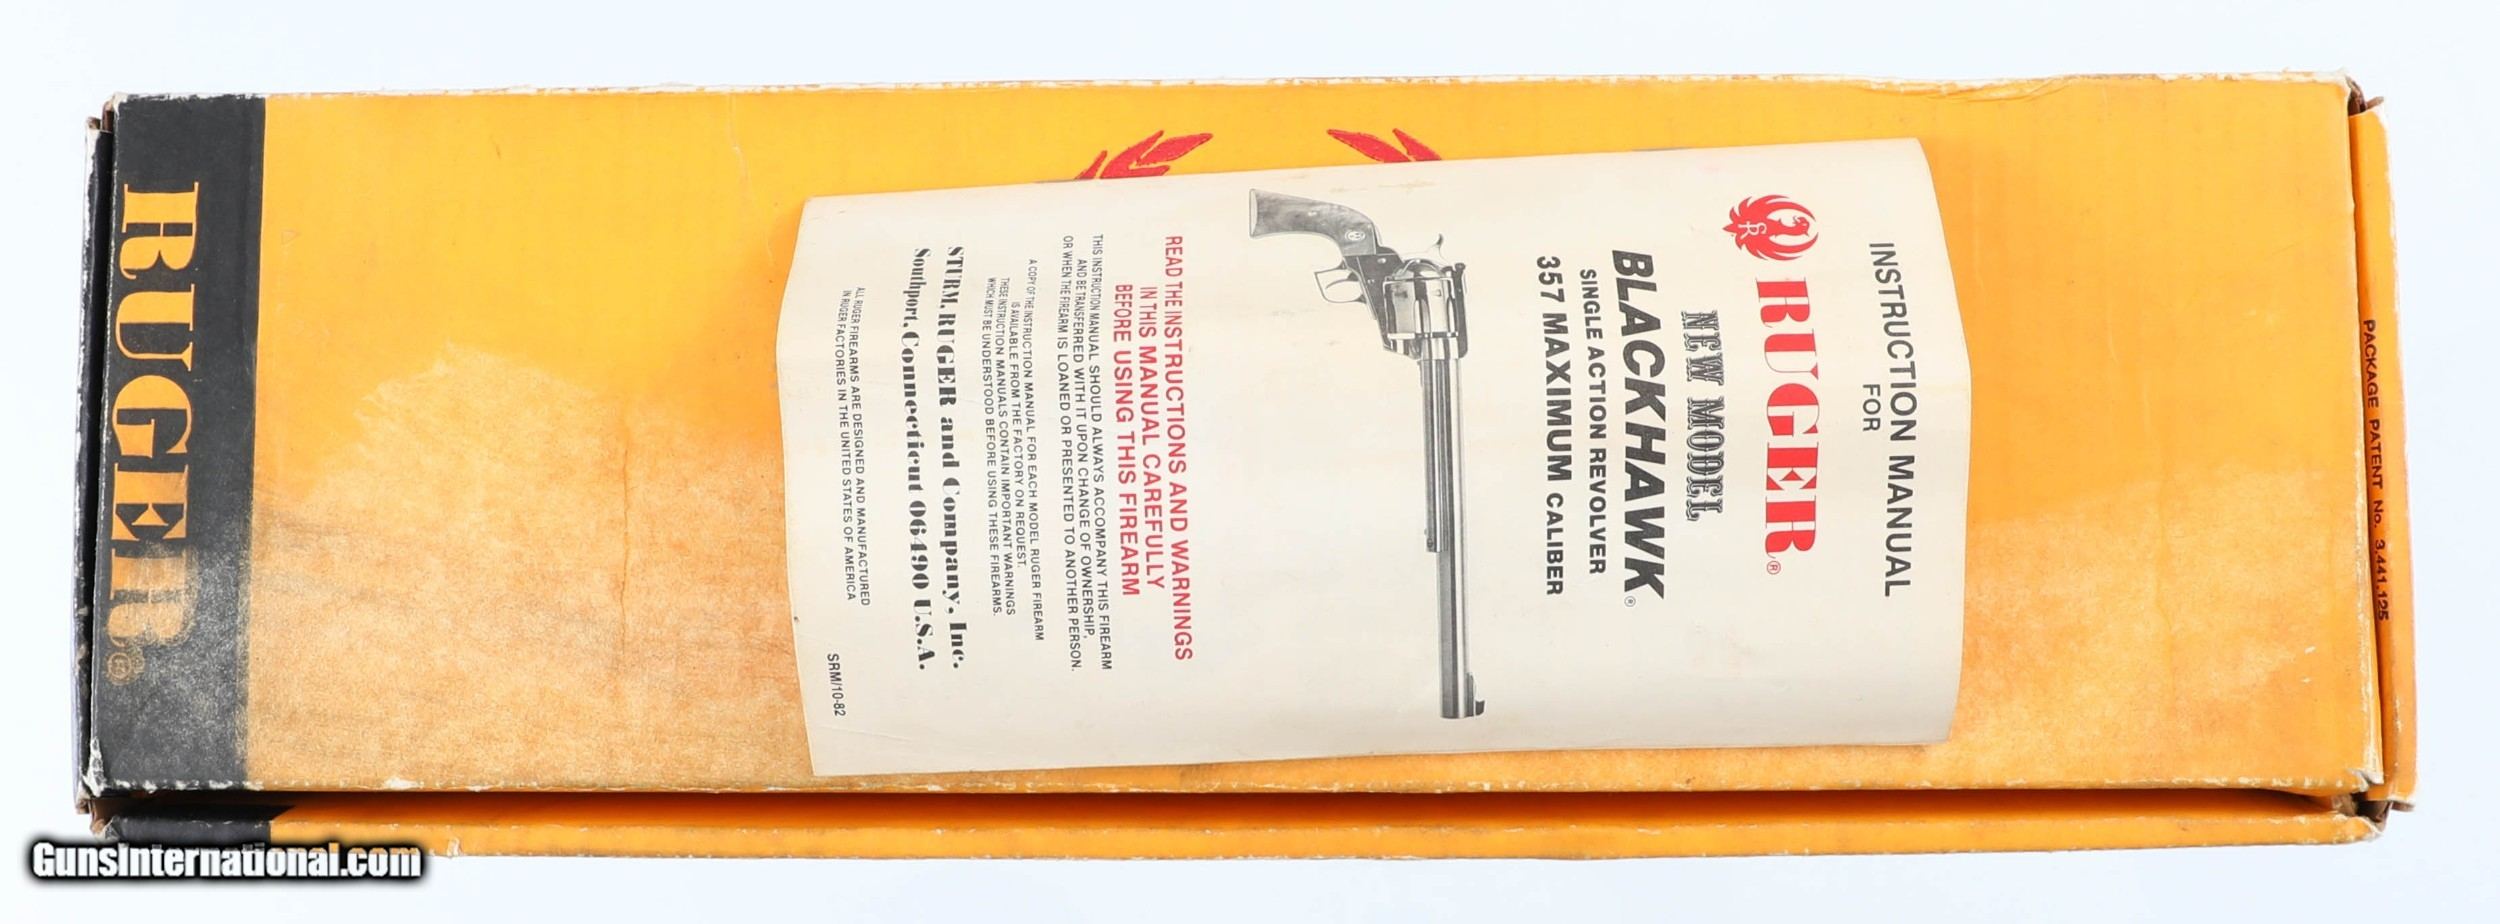 RUGER®
INSTRUCTION MANUAL
FOR
RUGER®
NEW MODEL
BLACKHAWK®
SINGLE ACTION REVOLVER
357 MAXIMUM CALIBER
READ THE INSTRUCTIONS AND WARNINGS
IN THIS MANUAL CAREFULLY
BEFORE USING THIS FIREARM
THIS INSTRUCTION MANUAL SHOULD ALWAYS ACCOMPANY THIS FIREARM
AND BE TRANSFERRED WITH IT UPON CHANGE OF OWNERSHIP,
OR WHEN THE FIREARM IS LOANED OR PRESENTED TO ANOTHER PERSON.
A COPY OF THE INSTRUCTION MANUAL FOR EACH MODEL RUGER FIREARM
IS AVAILABLE FROM THE FACTORY ON REQUEST.
THESE INSTRUCTION MANUALS CONTAIN IMPORTANT WARNINGS
WHICH MUST BE UNDERSTOOD BEFORE USING THESE FIREARMS.
STURM, RUGER and Company, Inc.
Southport, Connecticut 06490 U.S.A.
ALL RUGER FIREARMS ARE DESIGNED AND MANUFACTURED
IN RUGER FACTORIES IN THE UNITED STATES OF AMERICA
SRM/10-82
PACKAGE PATENT No. 3,441,125
GunsInternational.com